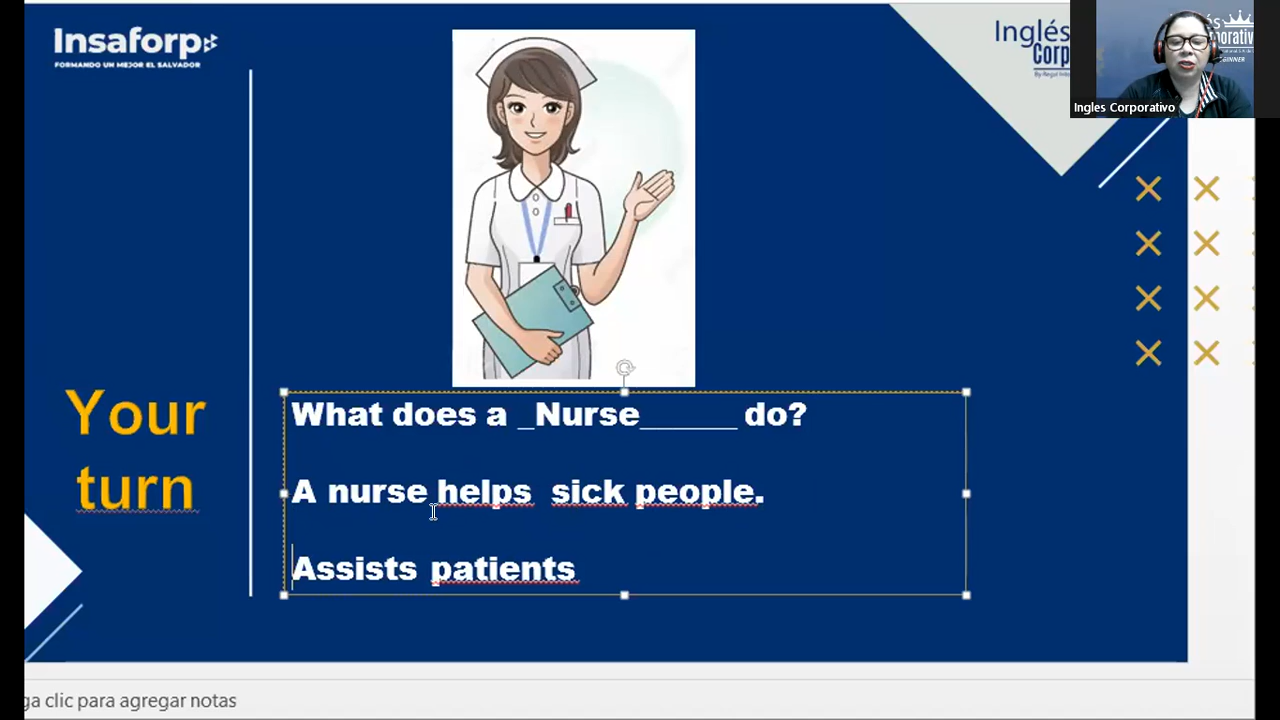 Insaforp
FORMANDO UN MEJOR EL SALVADOR
Inglés
Corp
Ingles Corporativo
Your
turn
What does a _Nurse______ do?
A nurse helps  sick people.
Assists patients
ga clic para agregar notas